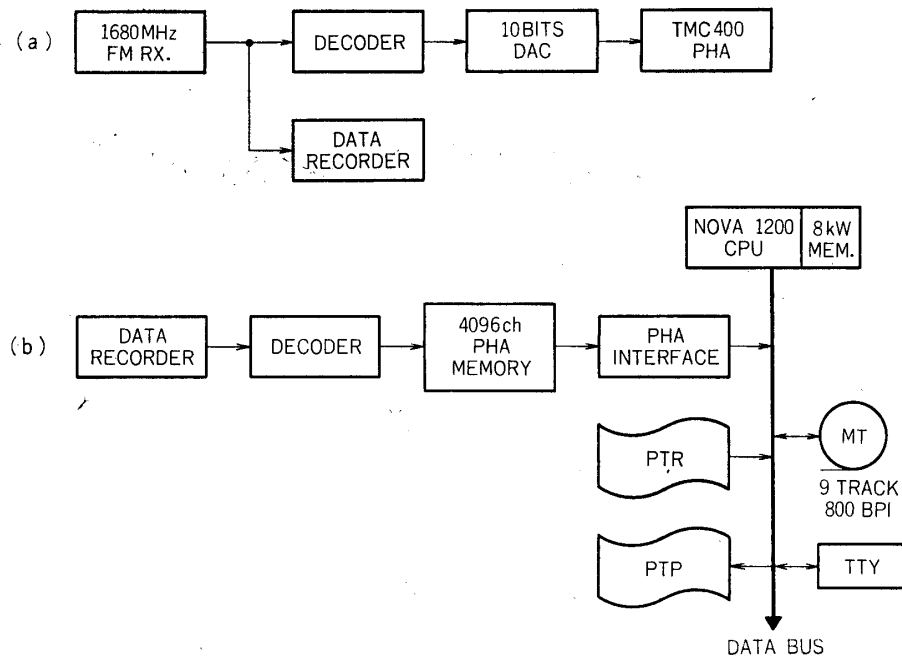 (a)
1680MHz
FM RX.
DECODER
10BITS
DAC
TMC400
PHA
DATA
RECORDER
NOVA 1200
CPU
8kW
MEM.
(b)
DATA
RECORDER
DECODER
4096ch
PHA
MEMORY
PHA
INTERFACE
PTR
MT
9 TRACK
800 BPI
PTP
TTY
DATA BUS